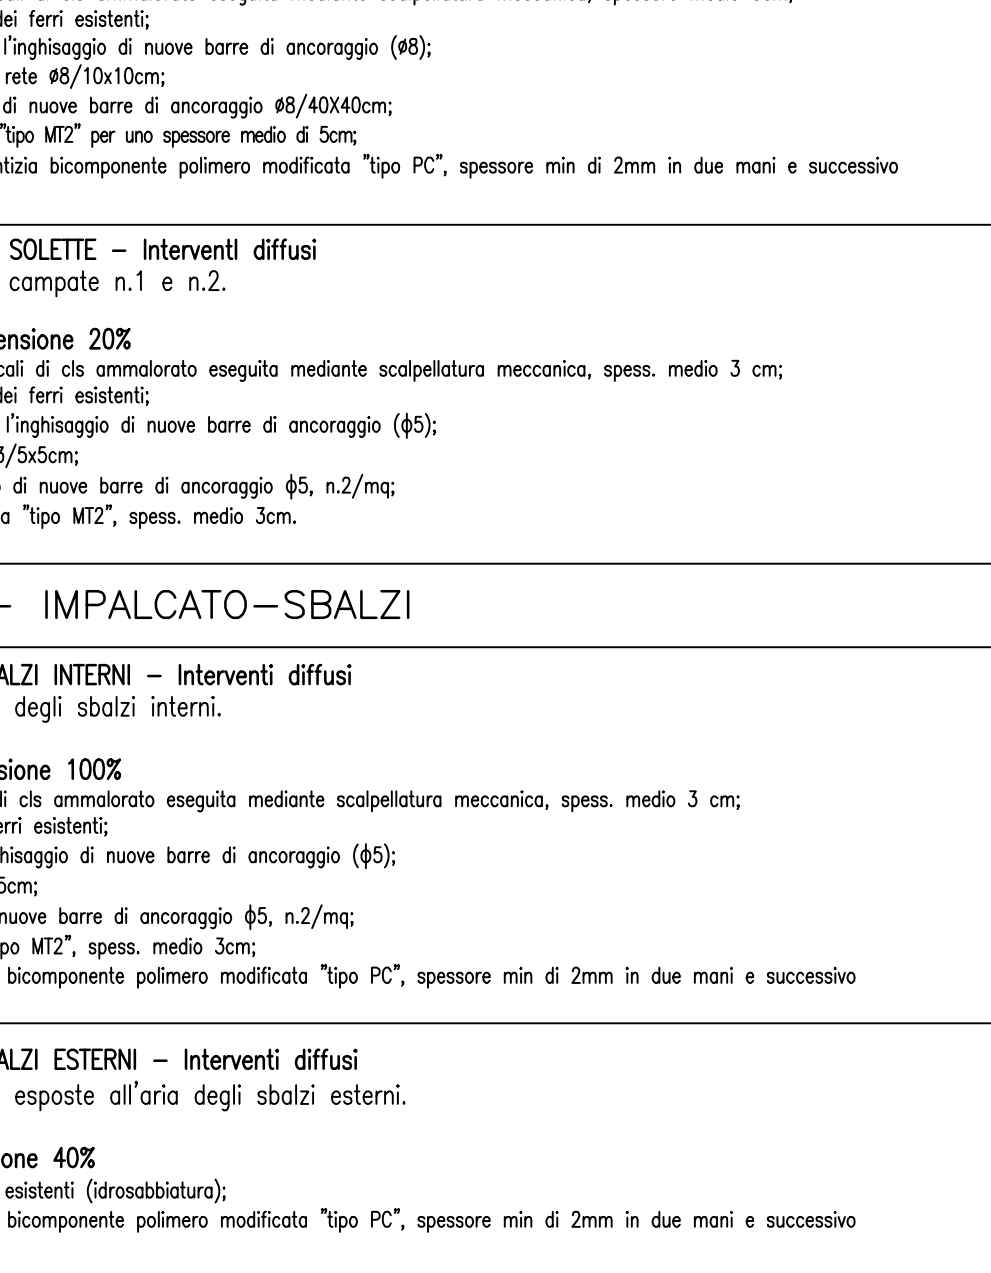 dei ferri esistenti;
l'inghisaggio di nuove barre di ancoraggio (ø8);
rete ø8/10x10cm;
di nuove barre di ancoraggio ø8/40X40cm;
"tipo MT2" per uno spessore medio di 5cm;
ntizia bicomponente polimero modificata "tipo PC", spessore min di 2mm in due mani e successivo
SOLETTE – InterventI diffusi
campate n.1 e n.2.
ensione 20%
cali di cls ammalorato eseguita mediante scalpellatura meccanica, spess. medio 3 cm;
dei ferri esistenti;
l'inghisaggio di nuove barre di ancoraggio (ϕ5);
3/5x5cm;
o di nuove barre di ancoraggio ϕ5, n.2/mq;
a "tipo MT2", spess. medio 3cm.
– IMPALCATO–SBALZI
ALZI INTERNI – Interventi diffusi
degli sbalzi interni.
sione 100%
di cls ammalorato eseguita mediante scalpellatura meccanica, spess. medio 3 cm;
erri esistenti;
hisaggio di nuove barre di ancoraggio (ϕ5);
5cm;
nuove barre di ancoraggio ϕ5, n.2/mq;
po MT2", spess. medio 3cm;
bicomponente polimero modificata "tipo PC", spessore min di 2mm in due mani e successivo
ALZI ESTERNI – Interventi diffusi
esposte all'aria degli sbalzi esterni.
one 40%
esistenti (idrosabbiatura);
bicomponente polimero modificata "tipo PC", spessore min di 2mm in due mani e successivo